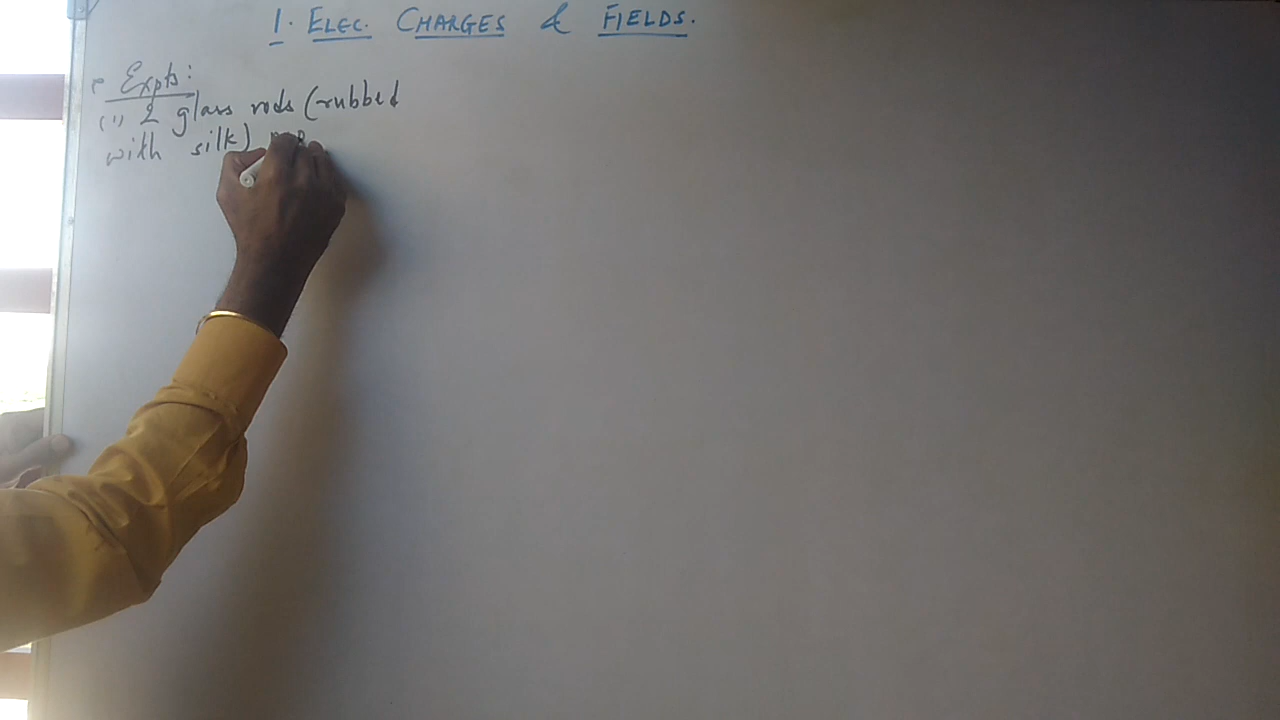 1. ELEC. CHARGES & FIELDS.
Expts:
(1) 2 glass rods (rubbed
with silk)